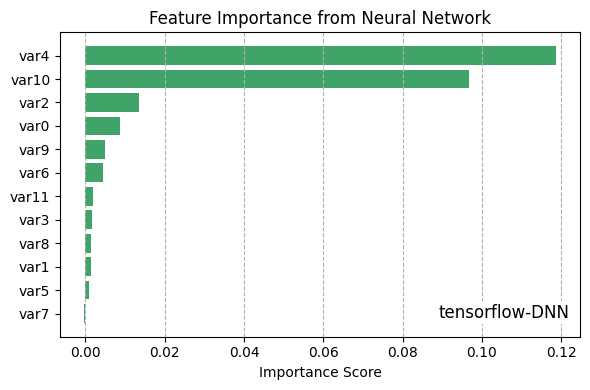 Feature Importance from Neural Network
var4
var10
var2
var0
var9
var6
var11
var3
var8
var1
var5
var7
tensorflow-DNN
0.00 0.02 0.04 0.06 0.08 0.10 0.12
Importance Score